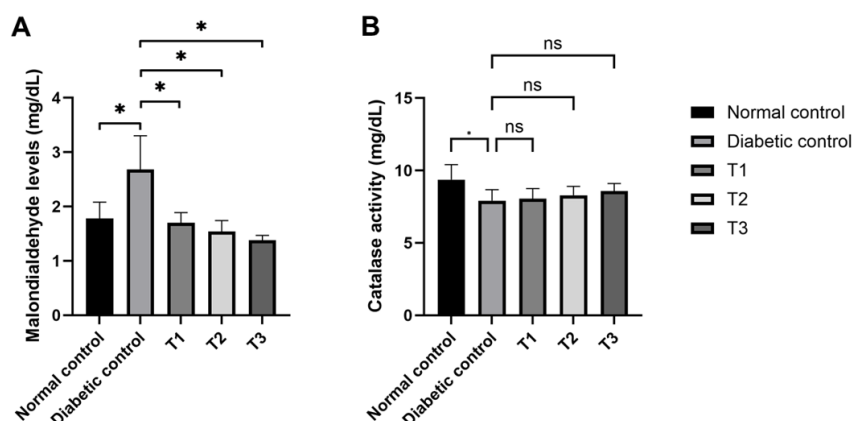 A
Malondialdehyde levels (mg/dL)
4
3
2
1
0
*
*
*
*
Normal control
Diabetic control
T1
T2
T3
B
Catalase activity (mg/dL)
15
10
5
0
ns
ns
*
ns
Normal control
Diabetic control
T1
T2
T3
Normal control
Diabetic control
T1
T2
T3